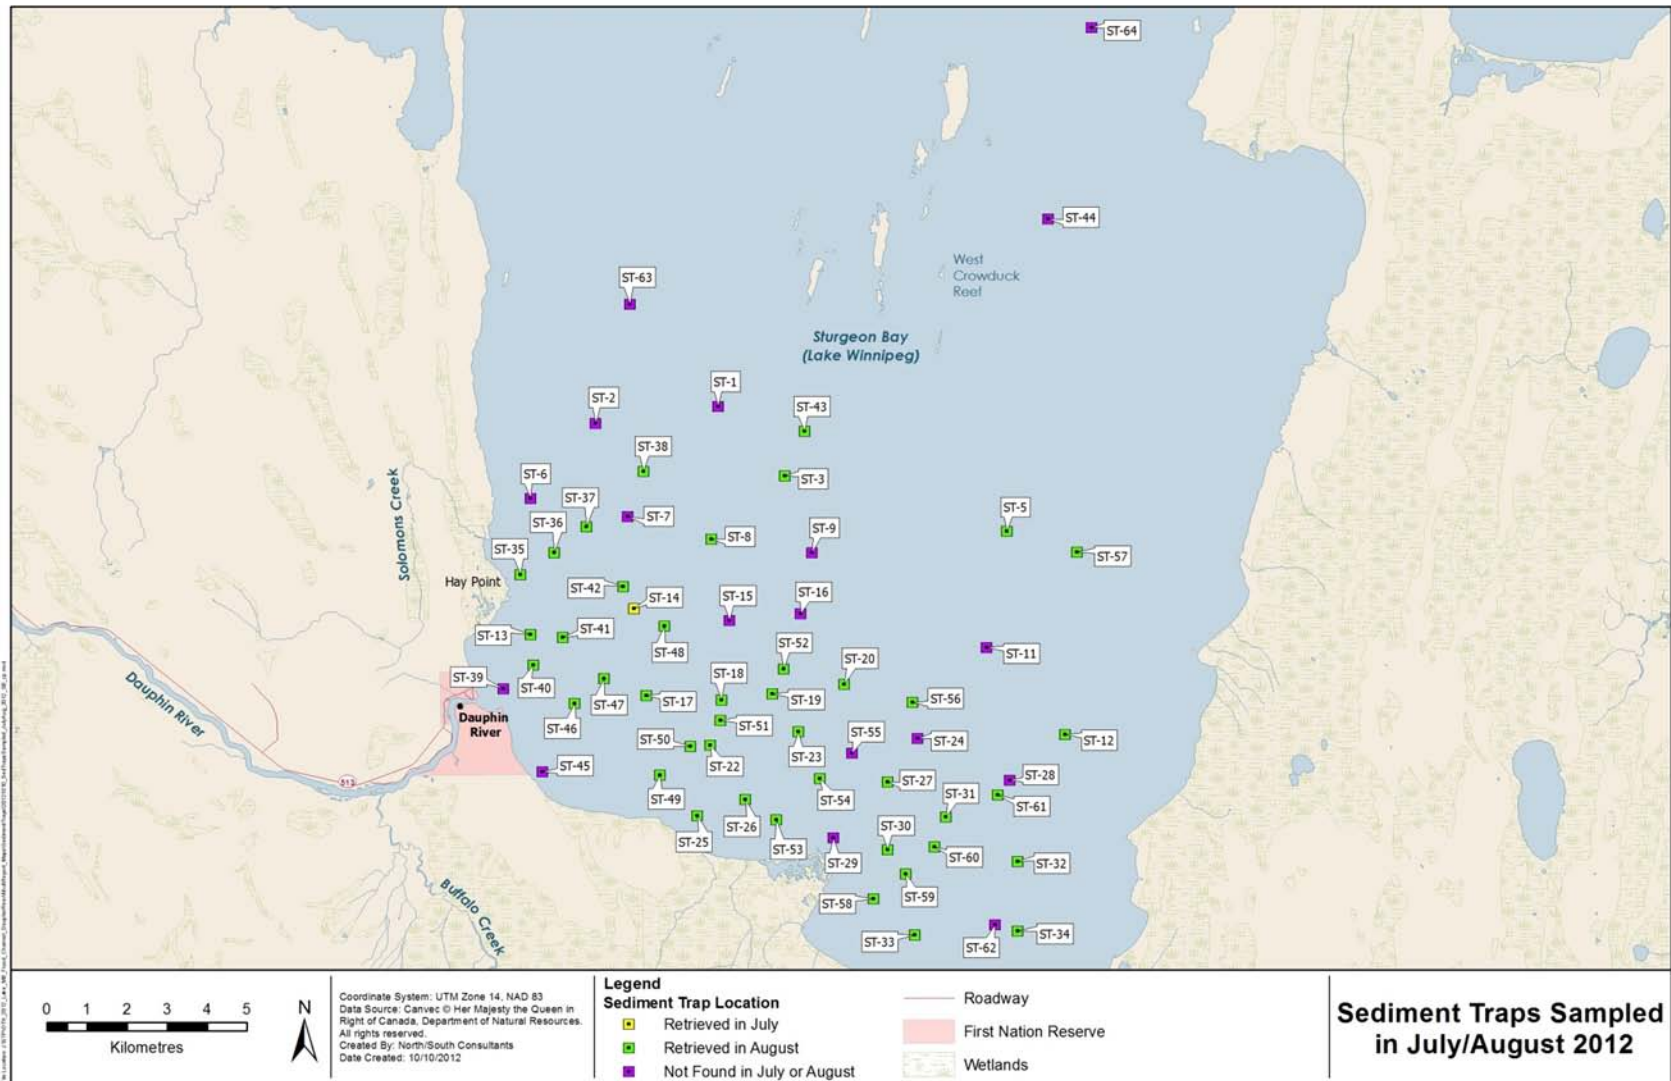 ST-64
ST-44
West
Crowduck
Reef
ST-63
Sturgeon Bay
(Lake Winnipeg)
ST-1
ST-2
ST-43
ST-38
ST-3
ST-6
ST-37
ST-7
ST-5
ST-36
ST-8
ST-9
ST-35
ST-57
Solomons Creek
Hay Point
ST-42
ST-14
ST-15
ST-16
ST-13
ST-41
ST-48
ST-52
ST-11
ST-20
ST-39
ST-40
ST-18
ST-47
ST-17
ST-19
ST-56
Dauphin River
Dauphin
River
ST-46
ST-51
ST-50
ST-55
ST-24
ST-12
ST-22
ST-23
ST-45
513
ST-27
ST-28
ST-49
ST-54
ST-31
ST-61
ST-26
ST-25
ST-53
ST-30
ST-29
ST-60
ST-32
Buffalo Creek
ST-59
ST-58
ST-33
ST-62
ST-34
0 1 2 3 4 5
Kilometres
N
Coordinate System: UTM Zone 14, NAD 83
Data Source: Canvec © Her Majesty the Queen in
Right of Canada, Department of Natural Resources.
All rights reserved.
Created By: North/South Consultants
Date Created: 10/10/2012
Legend
Sediment Trap Location
Retrieved in July
Retrieved in August
Not Found in July or August
Roadway
First Nation Reserve
Wetlands
Sediment Traps Sampled
in July/August 2012